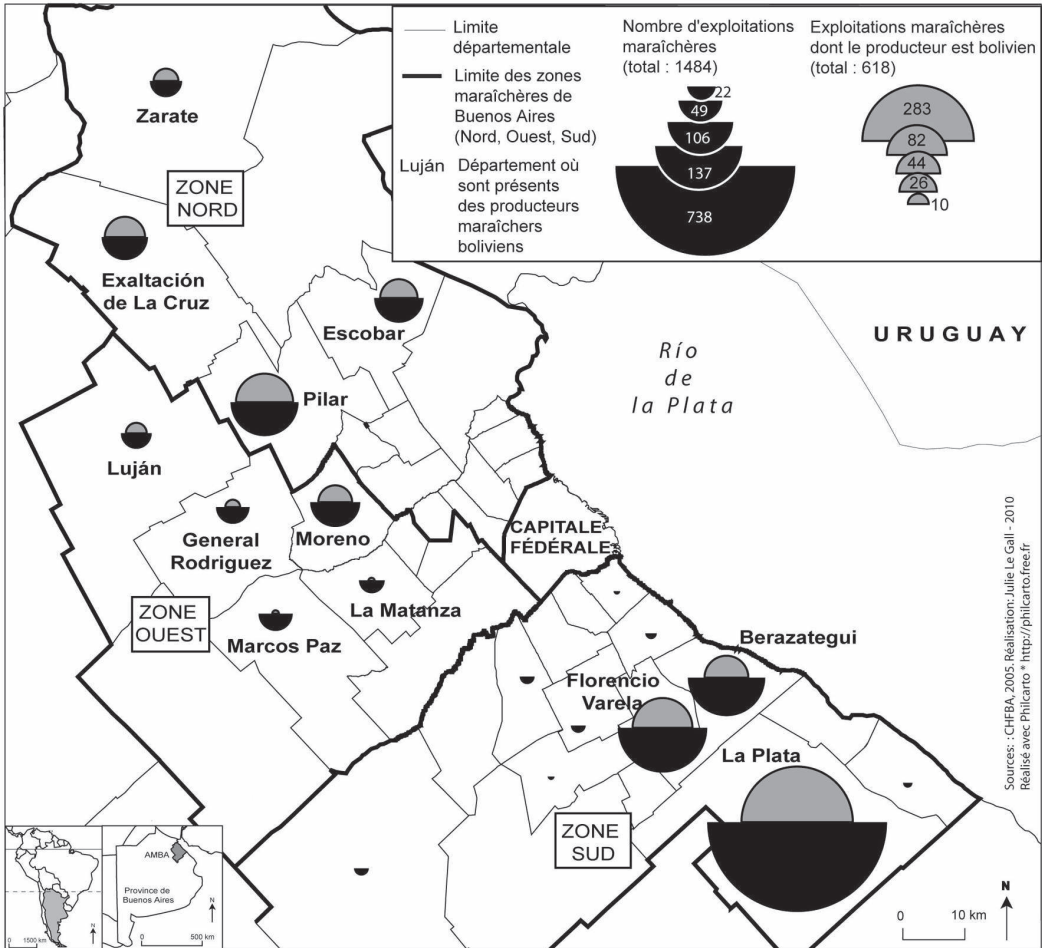 Limite
départementale
Limite des zones
maraîchères de
Buenos Aires
(Nord, Ouest, Sud)
Luján
Département où
sont présents
des producteurs
maraîchers
boliviens
Nombre d'exploitations
maraîchères
(total : 1484)
22
49
106
137
738
Exploitations maraîchères
dont le producteur est bolivien
(total : 618)
283
82
44
26
10
Zarate
ZONE
NORD
Exaltación
de La Cruz
Escobar
Pilar
Luján
General
Rodriguez
Moreno
La Matanza
Marcos Paz
ZONE
OUEST
CAPITALE
FÉDÉRALE
Río
de
la Plata
URUGUAY
Berazategui
Florencio
Varela
La Plata
ZONE
SUD
AMBA
Province de
Buenos Aires
N
0 1500 km
N
0 500 km
N
0 10 km
Sources: : CHFBA, 2005. Réalisation: Julie Le Gall - 2010
Réalisé avec Philcarto * http://philcarto.free.fr